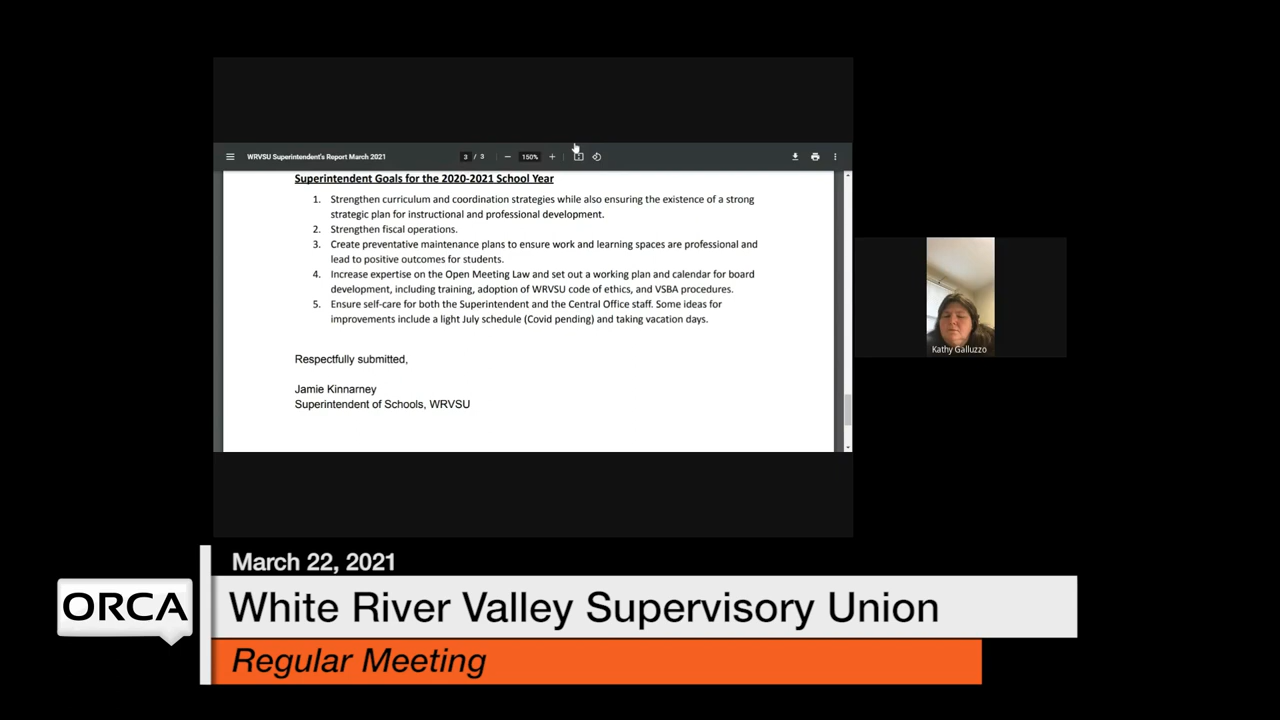 WRVSU Superintendent's Report March 2021
3 / 3
150%
Superintendent Goals for the 2020-2021 School Year
1. Strengthen curriculum and coordination strategies while also ensuring the existence of a strong
strategic plan for instructional and professional development.
2. Strengthen fiscal operations.
3. Create preventative maintenance plans to ensure work and learning spaces are professional and
lead to positive outcomes for students.
4. Increase expertise on the Open Meeting Law and set out a working plan and calendar for board
development, including training, adoption of WRVSU code of ethics, and VSBA procedures.
5. Ensure self-care for both the Superintendent and the Central Office staff. Some ideas for
improvements include a light July schedule (Covid pending) and taking vacation days.
Respectfully submitted,
Jamie Kinnarney
Superintendent of Schools, WRVSU
Kathy Galluzzo
March 22, 2021
ORCA
White River Valley Supervisory Union
Regular Meeting